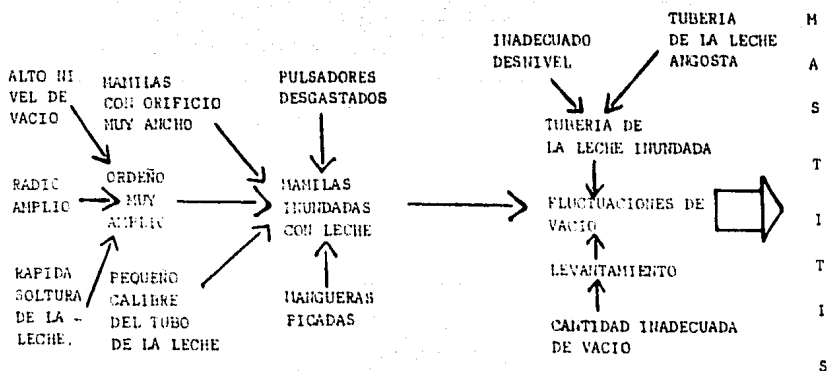 ALTO NI
VEL DE
VACIO
MAMILAS
CON ORIFICIO
MUY ANCHO
PULSADORES
DESGASTADOS
INADECUADO
DESNIVEL
TUBERIA
DE LA LECHE
ANGOSTA
TUBERIA DE
LA LECHE INUNDADA
RADIO
AMPLIO
ORDEÑO
MUY
AMPLIO
MAMILAS
INUNDADAS
CON LECHE
FLUCTUACIONES DE
VACIO
RAPIDA
SOLTURA
DE LA -
LECHE.
PEQUEÑO
CALIBRE
DEL TUBO
DE LA LECHE
MANGUERAS
PICADAS
LEVANTAMIENTO
CANTIDAD INADECUADA
DE VACIO
M
A
S
T
I
T
I
S